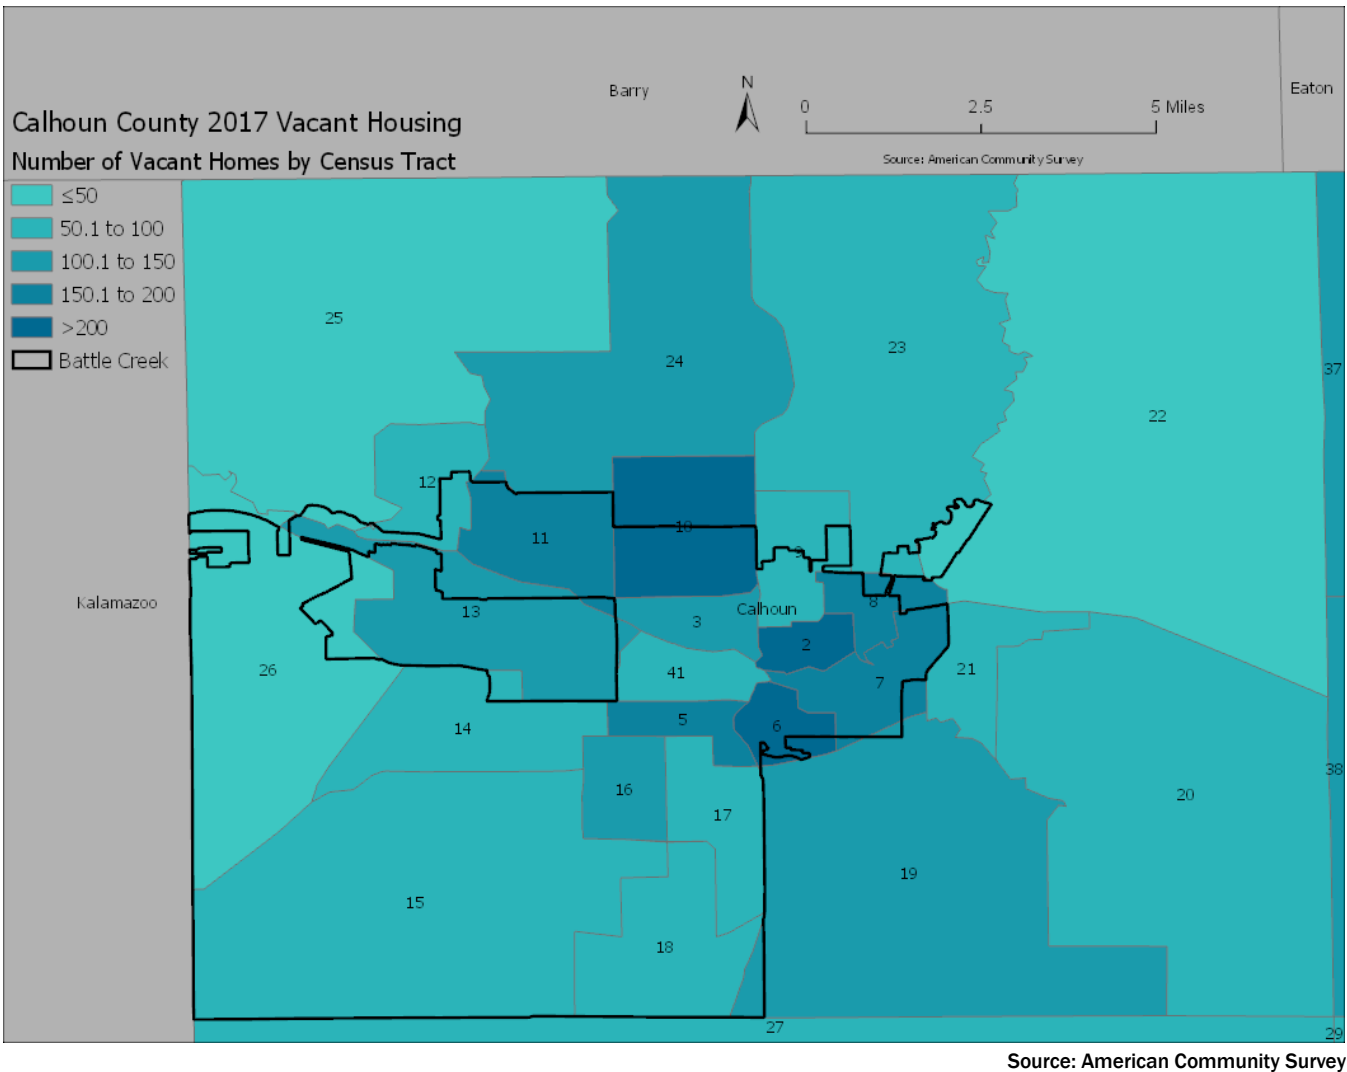 Barry
N
Eaton
0 2.5 5 Miles
Calhoun County 2017 Vacant Housing
Source: American Community Survey
Number of Vacant Homes by Census Tract
≤50
50.1 to 100
100.1 to 150
150.1 to 200
>200
Battle Creek
25
24
23
37
22
12
10
11
9
Kalamazoo
13
Calhoun
8
3
2
26
41
21
7
14
5
6
38
16
20
17
19
15
18
27
29
Source: American Community Survey